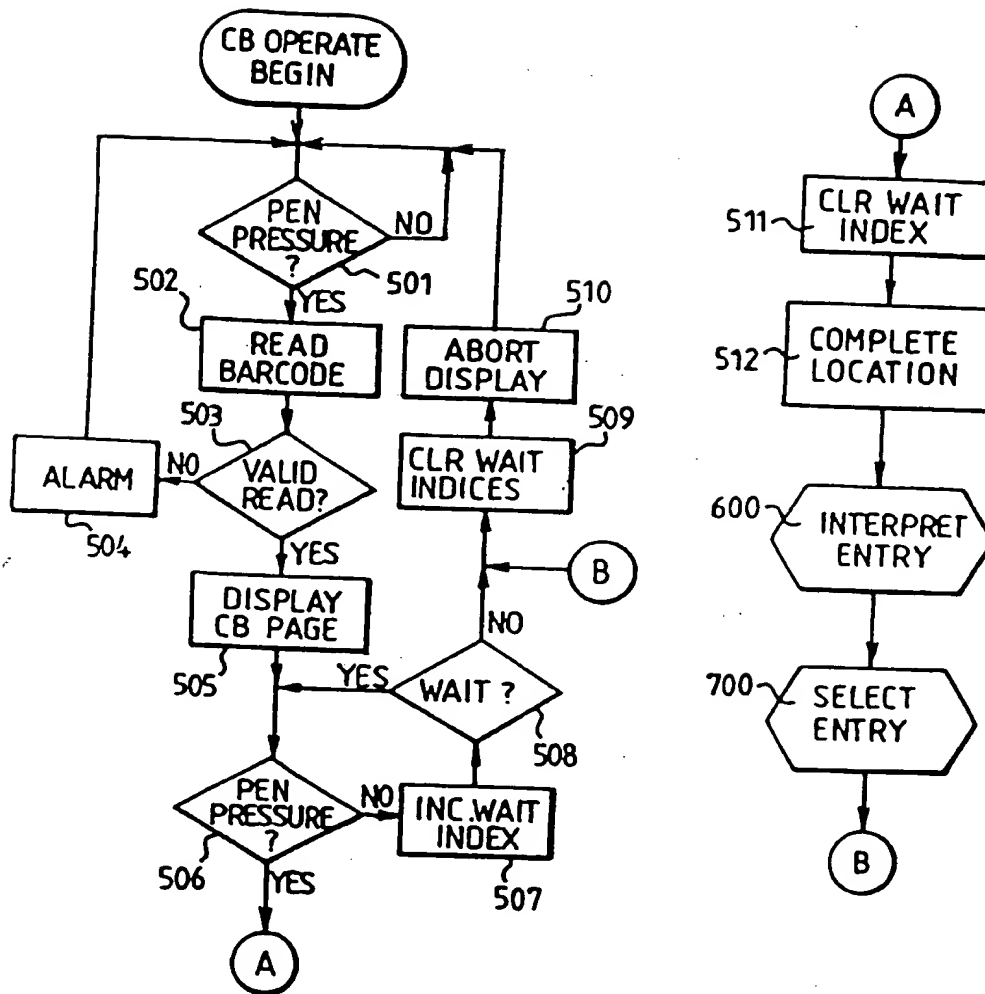 CB OPERATE
BEGIN
PEN
PRESSURE
?
NO
501
YES
502
READ
BARCODE
503
VALID
READ?
NO
ALARM
504
YES
DISPLAY
CB PAGE
505
PEN
PRESSURE
?
506
NO
YES
A
INC.WAIT
INDEX
507
WAIT ?
508
YES
NO
B
CLR WAIT
INDICES
509
ABORT
DISPLAY
510
A
511
CLR WAIT
INDEX
512
COMPLETE
LOCATION
600
INTERPRET
ENTRY
700
SELECT
ENTRY
B